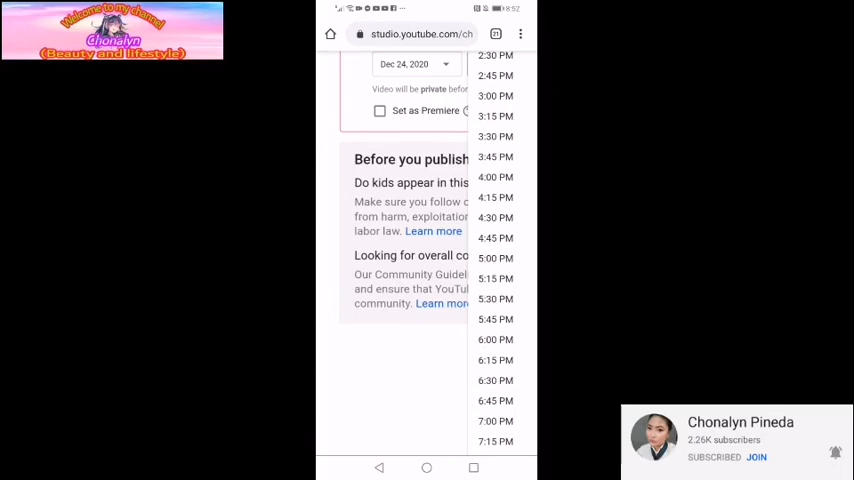 Welcome to my channel
Chonalyn
(Beauty and lifestyle)
8:52
studio.youtube.com/ch
21
2:30 PM
Dec 24, 2020
2:45 PM
Video will be private befor
3:00 PM
Set as Premiere
3:15 PM
3:30 PM
Before you publish
3:45 PM
Do kids appear in this
4:00 PM
Make sure you follow
4:15 PM
from harm, exploitation
4:30 PM
labor law. Learn more
4:45 PM
Looking for overall co
5:00 PM
Our Community Guidel
5:15 PM
and ensure that YouTu
5:30 PM
community. Learn more
5:45 PM
6:00 PM
6:15 PM
6:30 PM
6:45 PM
7:00 PM
7:15 PM
Chonalyn Pineda
2.26K subscribers
SUBSCRIBED JOIN